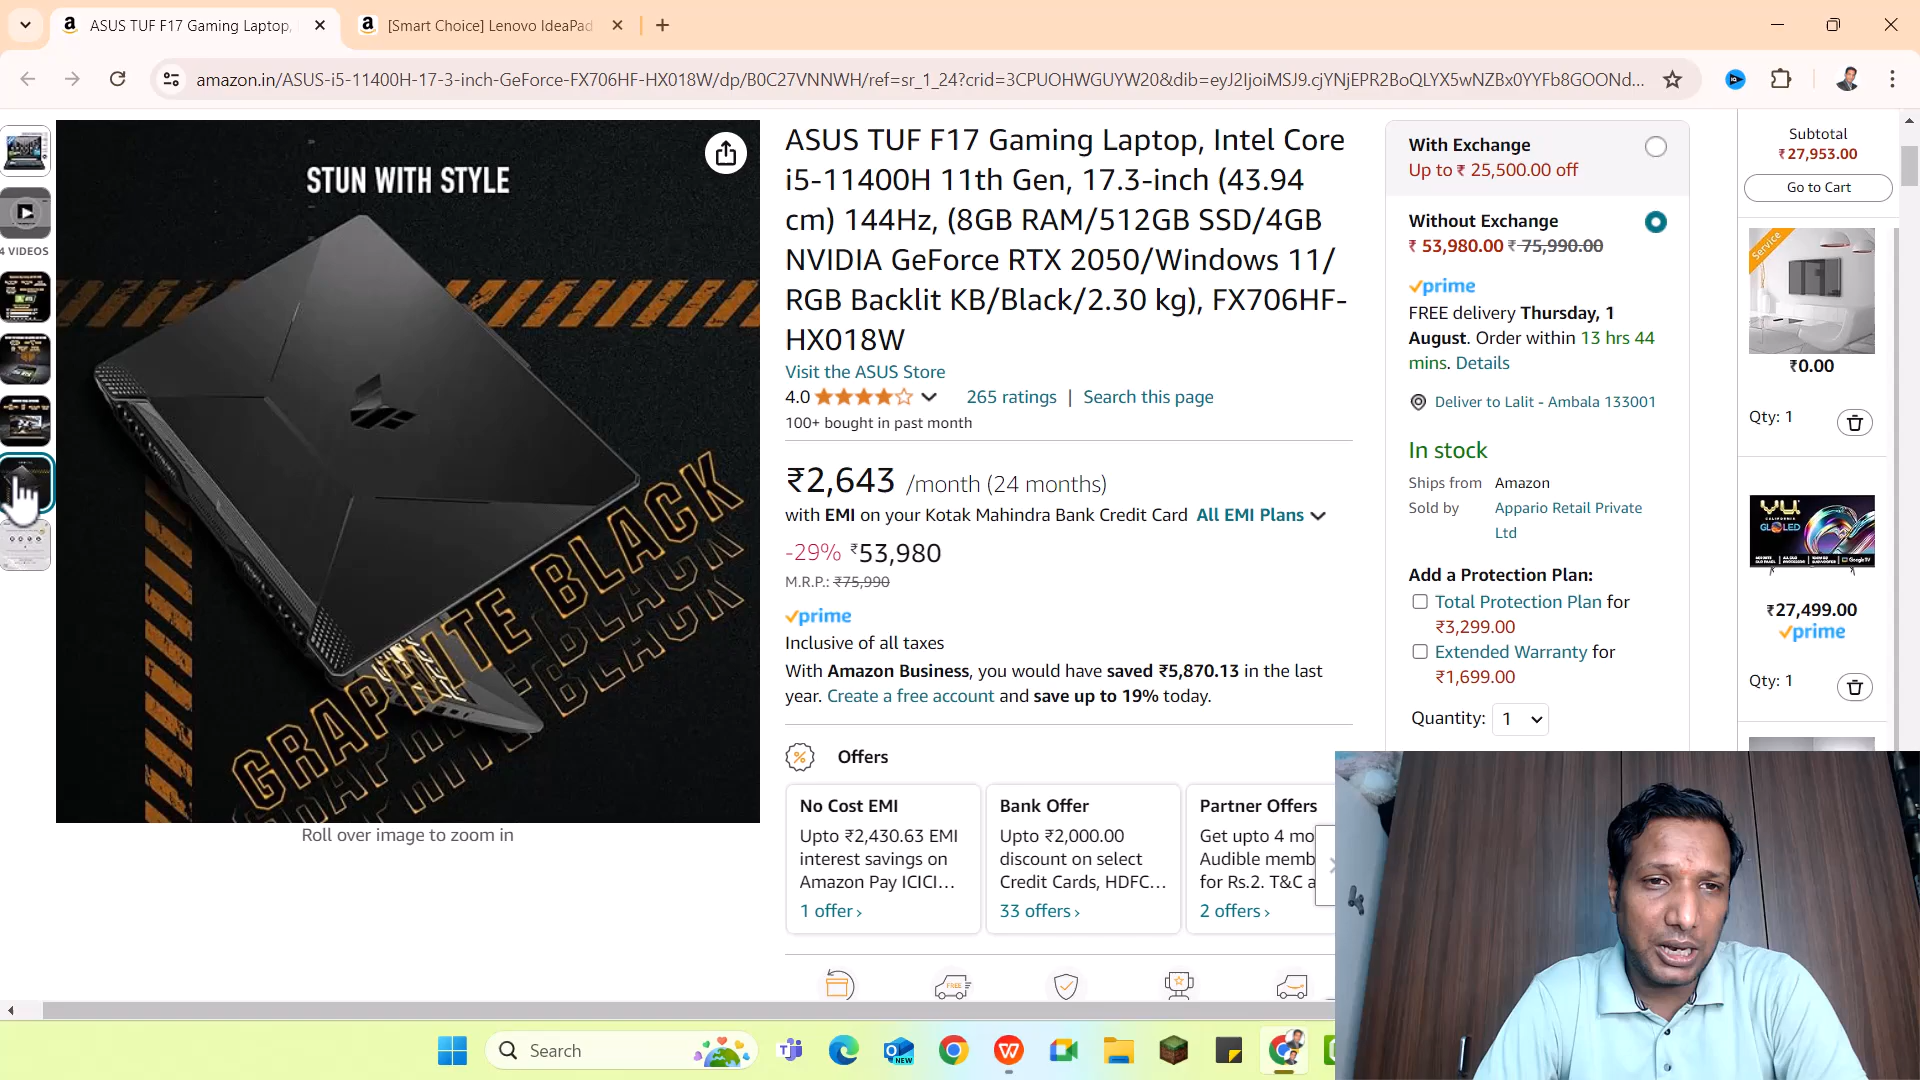 ASUS TUF F17 Gaming Laptop,
[Smart Choice] Lenovo IdeaPad
amazon.in/ASUS-i5-11400H-17-3-inch-GeForce-FX706HF-HX018W/dp/B0C27VNNWH/ref=sr_1_24?crid=3CPUOHWGUYW20&dib=eyJ2IjoiMSJ9.cjYNjEPR2BoQLYX5wNZBx0YYFb8GOONd...
4 VIDEOS
STUN WITH STYLE
GRAPHITE BLACK
Roll over image to zoom in
ASUS TUF F17 Gaming Laptop, Intel Core
i5-11400H 11th Gen, 17.3-inch (43.94
cm) 144Hz, (8GB RAM/512GB SSD/4GB
NVIDIA GeForce RTX 2050/Windows 11/
RGB Backlit KB/Black/2.30 kg), FX706HF-
HX018W
Visit the ASUS Store
4.0 265 ratings | Search this page
100+ bought in past month
₹2,643 /month (24 months)
with EMI on your Kotak Mahindra Bank Credit Card All EMI Plans
-29% ₹53,980
M.R.P.: ₹75,990
prime
Inclusive of all taxes
With Amazon Business, you would have saved ₹5,870.13 in the last
year. Create a free account and save up to 19% today.
Offers
No Cost EMI
Upto ₹2,430.63 EMI
interest savings on
Amazon Pay ICICI...
1 offer ›
Bank Offer
Upto ₹2,000.00
discount on select
Credit Cards, HDFC...
33 offers ›
Partner Offers
Get upto 4 mo
Audible memb
for Rs.2. T&C a
2 offers ›
FREE
With Exchange
Up to ₹ 25,500.00 off
Without Exchange
₹ 53,980.00 ₹ 75,990.00
prime
FREE delivery Thursday, 1
August. Order within 13 hrs 44
mins. Details
Deliver to Lalit - Ambala 133001
In stock
Ships from Amazon
Sold by Appario Retail Private
Ltd
Add a Protection Plan:
Total Protection Plan for
₹3,299.00
Extended Warranty for
₹1,699.00
Quantity: 1
Subtotal
₹27,953.00
Go to Cart
Service
₹0.00
Qty: 1
VU
GLOLED
₹27,499.00
prime
Qty: 1
Search
NEW